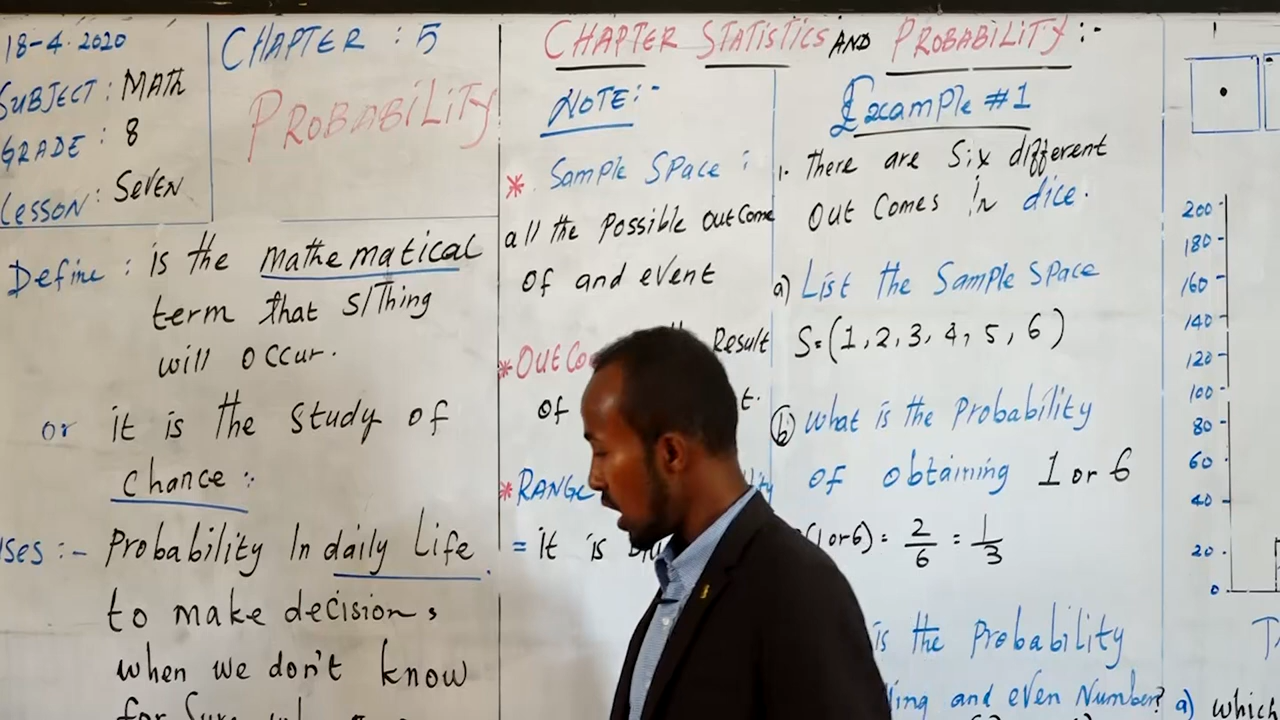 18-4-2020
SUBJECT : MATH
GRADE : 8
LESSON : SEVEN
CHAPTER : 5
PROBABILITY
Define : is the mathematical
term that s/thing
will occur.
or it is the study of
chance :
uses :- Probability In daily Life.
to make decisions
when we don't know
for sure
CHAPTER STATISTICS AND PROBABILITY :-
NOTE :-
* Sample Space :
all the possible outcome
of and event
Result
of
* RANGE
= it is
Example #1
1. There are Six different
out comes in dice.
a) List the Sample Space
S=(1,2,3,4,5,6)
(b) What is the Probability
of obtaining 1 or 6
(1 or 6) = 2/6 = 1/3
is the Probability
and even Number?
200
180
160
140
120
100
80
60
40
20
0
a) which